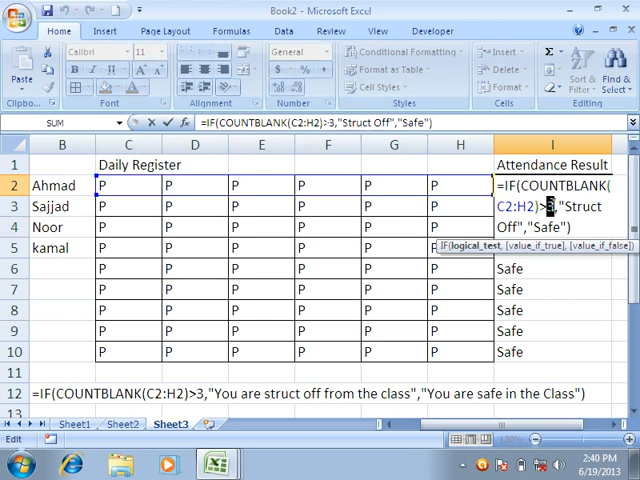 Book2 - Microsoft Excel
Home Insert Page Layout Formulas Data Review View Developer
Paste
Clipboard
Calibri 11
B I U A A
Font
Alignment
General
$ % ,
Number
Conditional Formatting
Format as Table
Cell Styles
Styles
Insert
Delete
Format
Cells
Σ
Sort & Filter
Find & Select
Editing
SUM
=IF(COUNTBLANK(C2:H2)>3,"Struct Off","Safe")
B C D E F G H I
1 Daily Register Attendance Result
2 Ahmad P P P P P P =IF(COUNTBLANK(
3 Sajjad P P P P P P C2:H2)>3,"Struct
4 Noor P P P P P P Off","Safe")
5 kamal P P P P P P
IF(logical_test, [value_if_true], [value_if_false])
6 P P P P P P Safe
7 P P P P P P Safe
8 P P P P P P Safe
9 P P P P P P Safe
10 P P P P P P Safe
11
12 =IF(COUNTBLANK(C2:H2)>3,"You are struct off from the class","You are safe in the Class")
13
Sheet1 Sheet2 Sheet3
Edit 130%
2:40 PM
6/19/2013